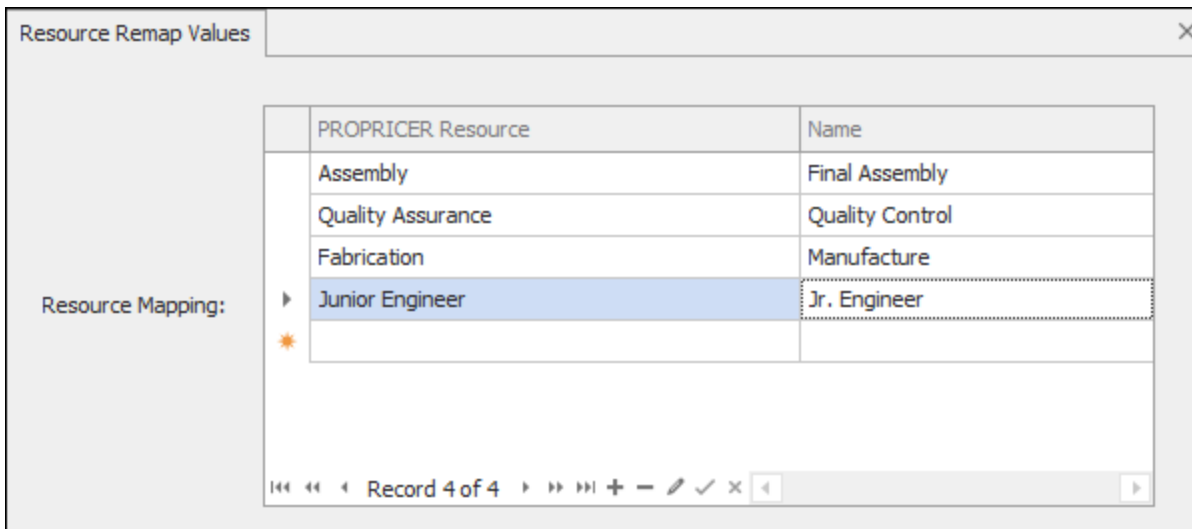 Resource Remap Values
PROPRICER Resource Name
Assembly Final Assembly
Quality Assurance Quality Control
Fabrication Manufacture
Resource Mapping: Junior Engineer Jr. Engineer
Record 4 of 4